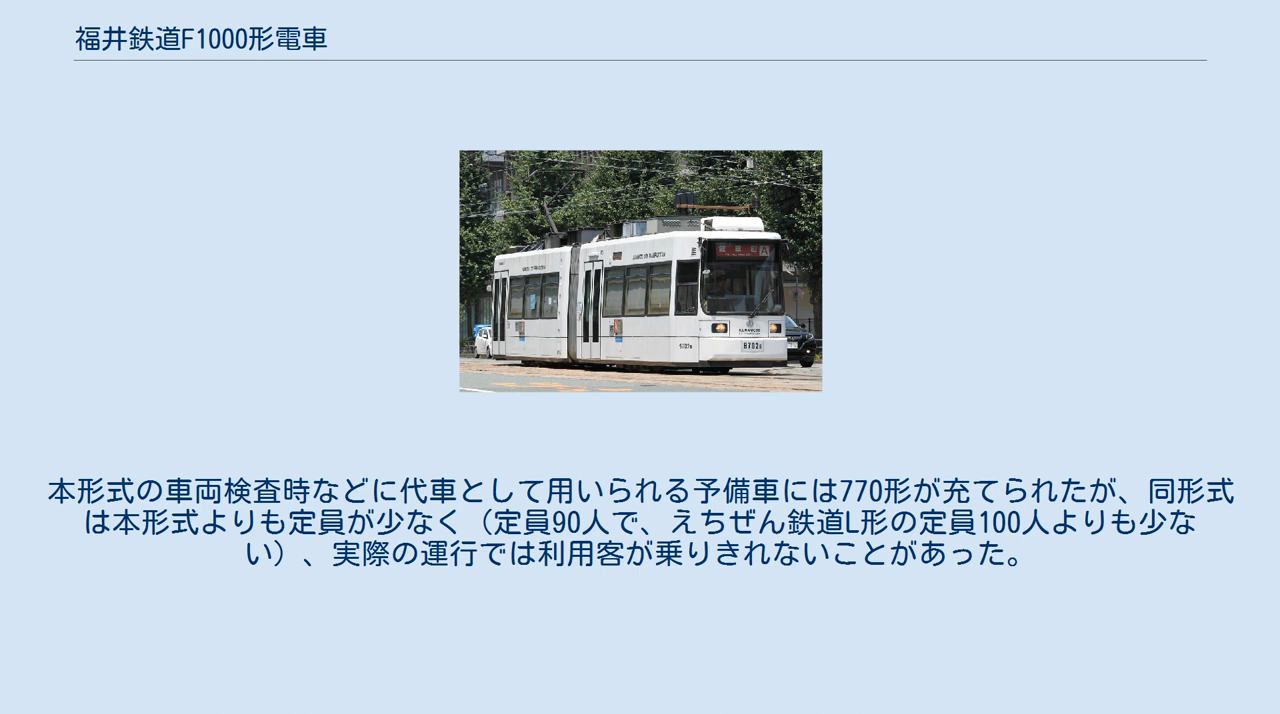 福井鉄道F1000形電車
A
9702B
本形式の車両検査時などに代車として用いられる予備車には770形が充てられたが、同形式
は本形式よりも定員が少なく（定員90人で、えちぜん鉄道L形の定員100人よりも少な
い）、実際の運行では利用客が乗りきれないことがあった。